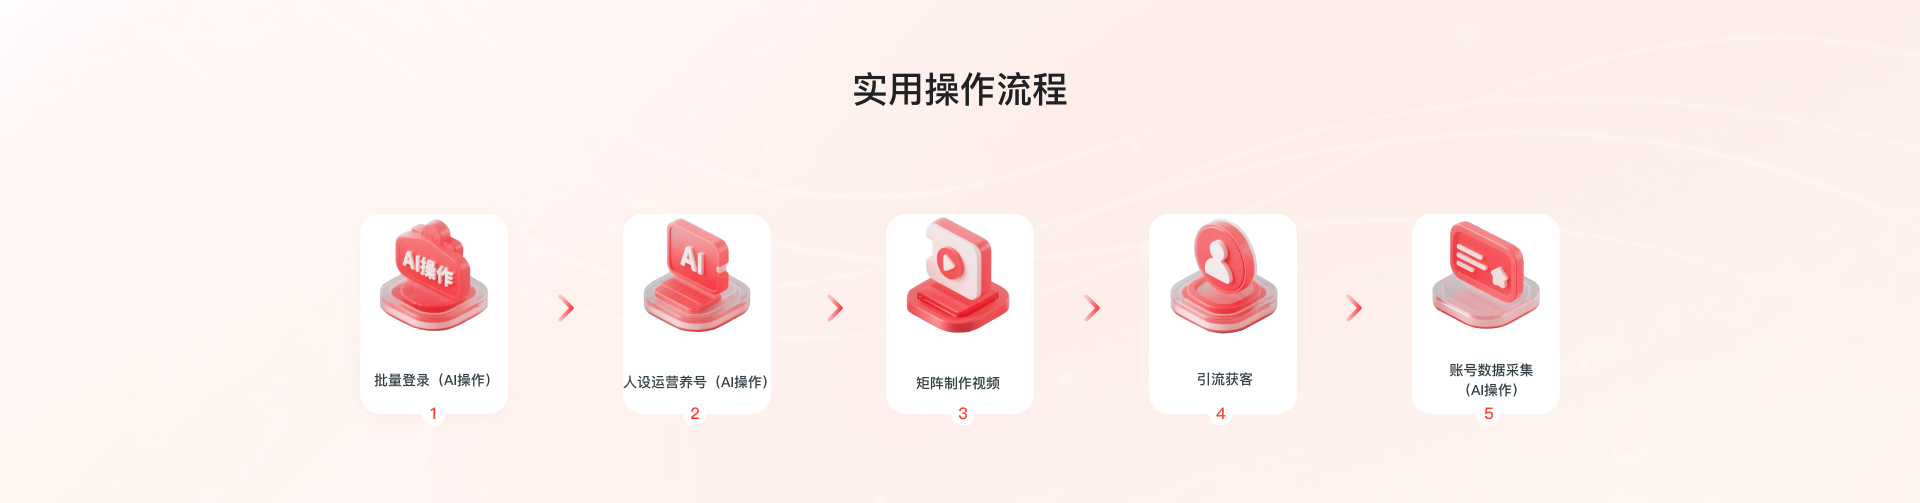 实用操作流程
AI操作
批量登录（AI操作）
1
AI
人设运营养号（AI操作）
2
矩阵制作视频
3
引流获客
4
账号数据采集
（AI操作）
5